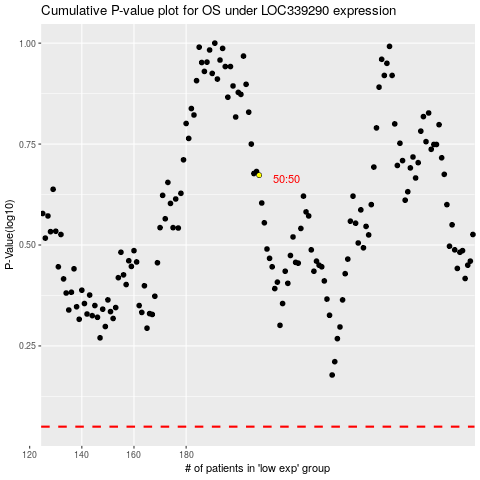 Cumulative P-value plot for OS under LOC339290 expression
P-Value(log10)
1.00
0.75
0.50
0.25
50:50
120 140 160 180
# of patients in 'low exp' group